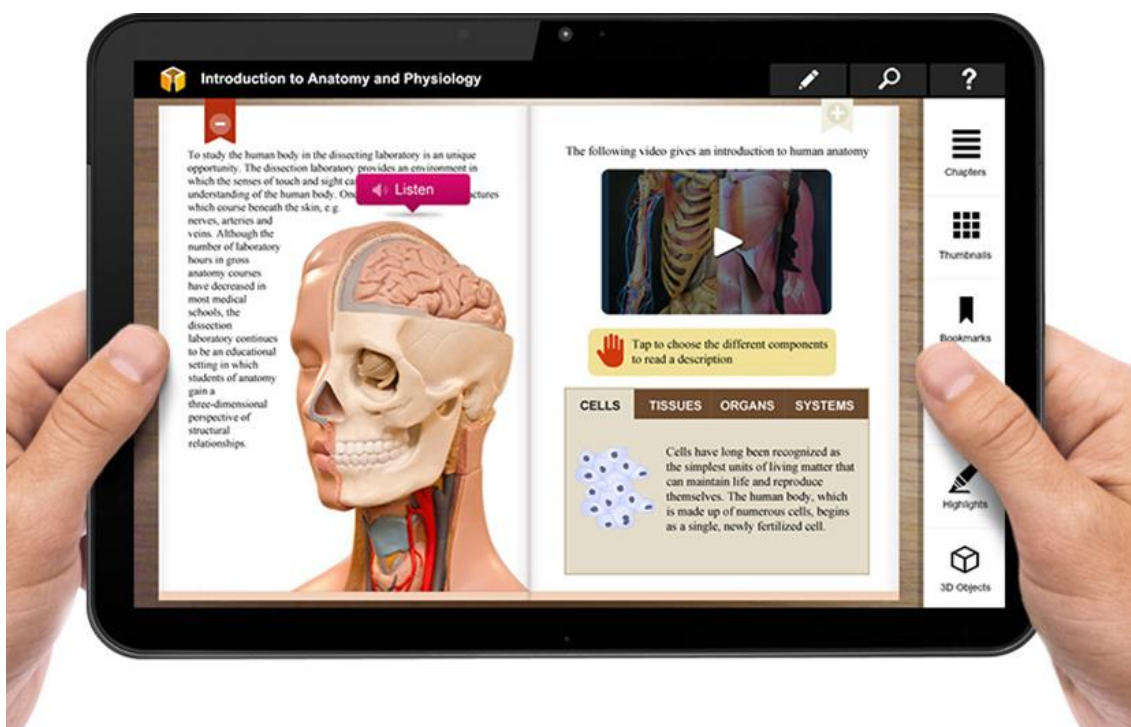 Introduction to Anatomy and Physiology
?
To study the human body in the dissecting laboratory is an unique
opportunity. The dissection laboratory provides an environment in
which the senses of touch and sight
understanding of the human body.
which course beneath the skin, e.g.
nerves, arteries and
veins. Although the
number of laboratory
hours in gross
anatomy courses
have decreased in
most medical
schools, the
dissection
laboratory continues
to be an educational
setting in which
students of anatomy
gain a
three-dimensional
perspective of
structural
relationships.
Listen
The following video gives an introduction to human anatomy
Tap to choose the different components
to read a description
CELLS TISSUES ORGANS SYSTEMS
Cells have long been recognized as
the simplest units of living matter that
can maintain life and reproduce
themselves. The human body, which
is made up of numerous cells, begins
as a single, newly fertilized cell.
Chapters
Thumbnails
Bookmarks
Highlights
3D Objects